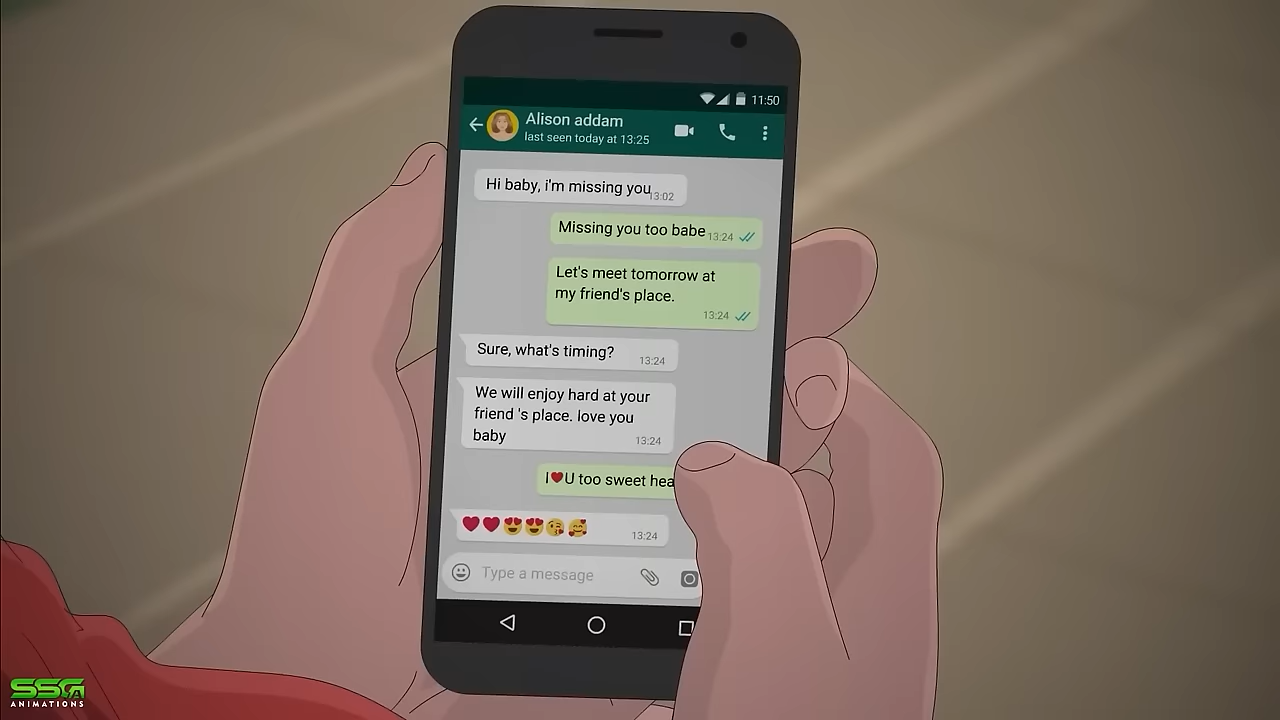 11:50
Alison addam
last seen today at 13:25
Hi baby, i'm missing you
13:02
Missing you too babe 13:24
Let's meet tomorrow at
my friend's place.
13:24
Sure, what's timing? 13:24
We will enjoy hard at your
friend 's place. love you
baby 13:24
I❤️U too sweet hea
❤️❤️😍😍😘🥰 13:24
Type a message
SSG
ANIMATIONS